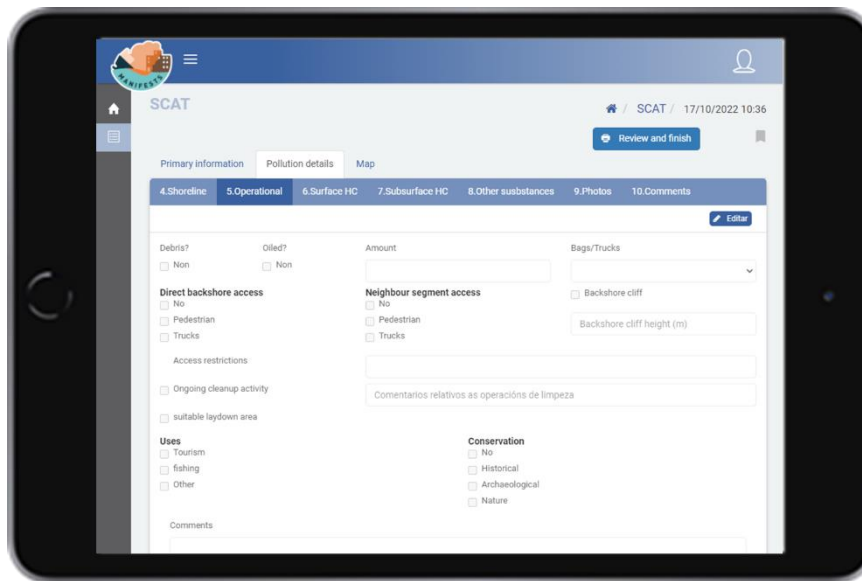 MANIFESTS
SCAT
SCAT / 17/10/2022 10:36
Review and finish
Primary information Pollution details Map
4.Shoreline 5.Operational 6.Surface HC 7.Subsurface HC 8.Other susbstances 9.Photos 10.Comments
Editar
Debris? Oiled? Amount Bags/Trucks
Non Non
Direct backshore access Neighbour segment access Backshore cliff
No No
Pedestrian Pedestrian Backshore cliff height (m)
Trucks Trucks
Access restrictions
Ongoing cleanup activity Comentarios relativos as operacións de limpeza
suitable laydown area
Uses Conservation
Tourism No
fishing Historical
Other Archaeological
Nature
Comments